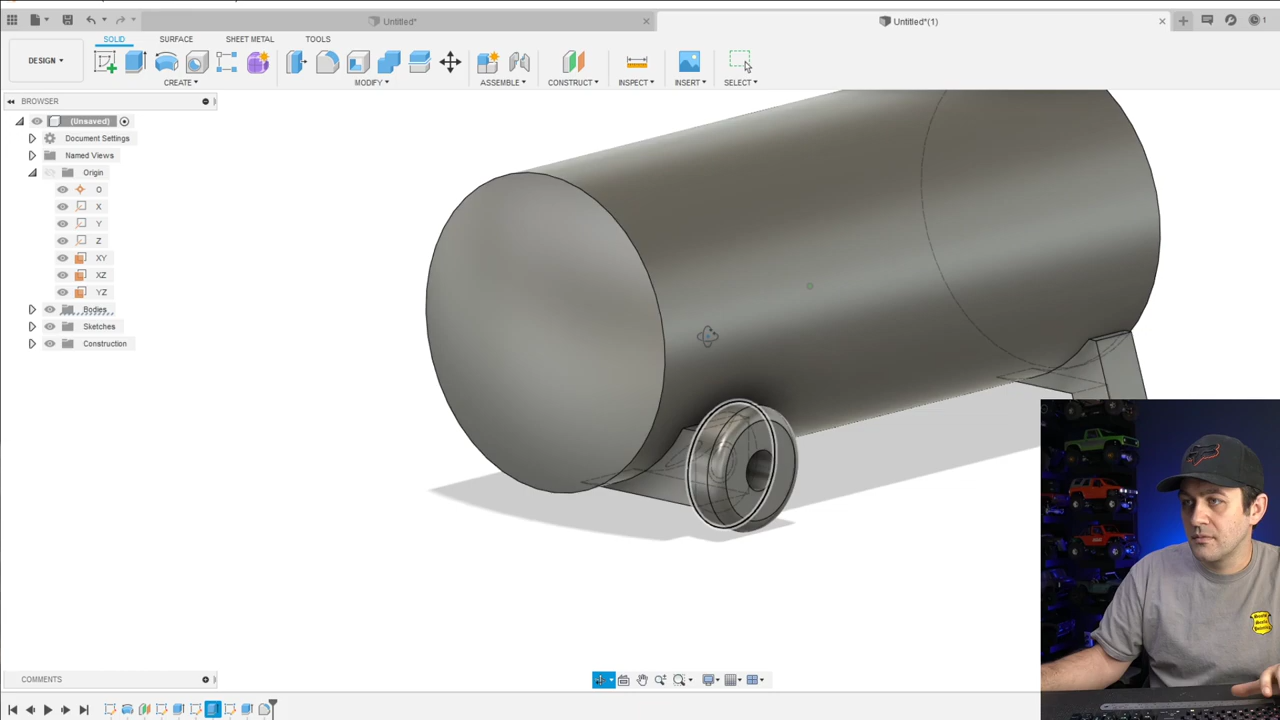 Untitled*
Untitled*(1)
1
DESIGN
SOLID
SURFACE
SHEET METAL
TOOLS
CREATE
MODIFY
ASSEMBLE
CONSTRUCT
INSPECT
INSERT
SELECT
BROWSER
(Unsaved)
Document Settings
Named Views
Origin
O
X
Y
Z
XY
XZ
YZ
Bodies
Sketches
Construction
COMMENTS